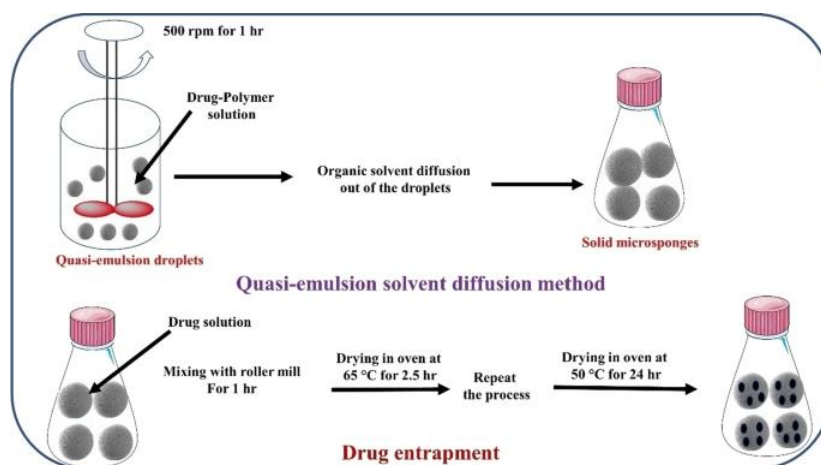 500 rpm for 1 hr
Drug-Polymer
solution
Organic solvent diffusion
out of the droplets
Quasi-emulsion droplets
Solid microsponges
Quasi-emulsion solvent diffusion method
Drug solution
Mixing with roller mill
For 1 hr
Drying in oven at
65 °C for 2.5 hr
Repeat
the process
Drying in oven at
50 °C for 24 hr
Drug entrapment